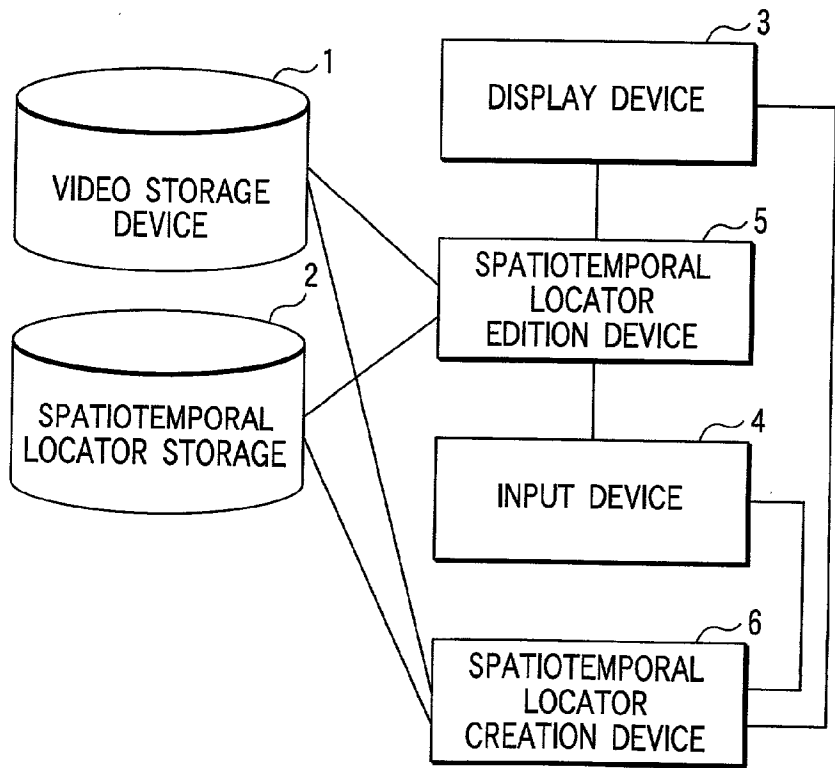 1
VIDEO STORAGE
DEVICE
2
SPATIOTEMPORAL
LOCATOR STORAGE
3
DISPLAY DEVICE
5
SPATIOTEMPORAL
LOCATOR
EDITION DEVICE
4
INPUT DEVICE
6
SPATIOTEMPORAL
LOCATOR
CREATION DEVICE